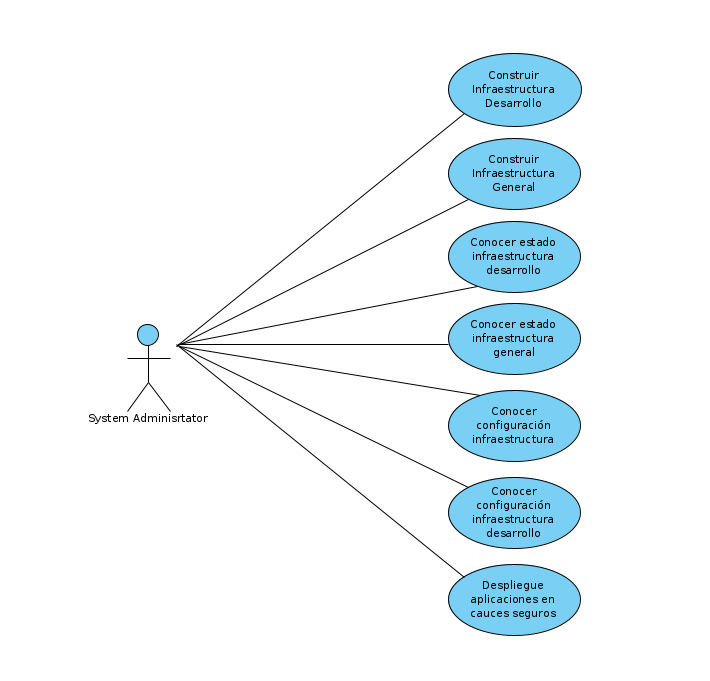 Construir
Infraestructura
Desarrollo
Construir
Infraestructura
General
Conocer estado
infraestructura
desarrollo
Conocer estado
infraestructura
general
System Adminisrtator
Conocer
configuración
infraestructura
Conocer
configuración
infraestructura
desarrollo
Despliegue
aplicaciones en
cauces seguros